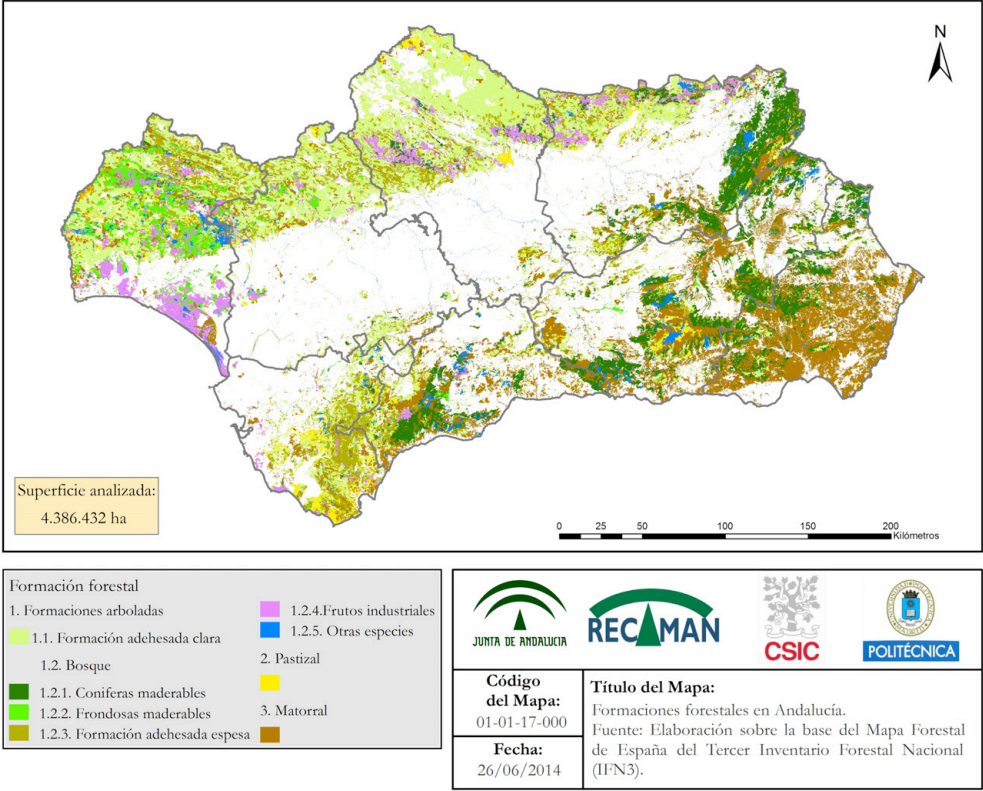 N
Superficie analizada:
4.386.432 ha
0 25 50 100 150 200
Kilómetros
Formación forestal
1. Formaciones arboladas
1.1. Formación adehesada clara
1.2. Bosque
1.2.1. Coniferas maderables
1.2.2. Frondosas maderables
1.2.3. Formación adehesada espesa
1.2.4.Frutos industriales
1.2.5. Otras especies
2. Pastizal
3. Matorral
JUNTA DE ANDALUCIA
RECAMAN
CSIC
POLITÉCNICA
Código
del Mapa:
01-01-17-000
Fecha:
26/06/2014
Título del Mapa:
Formaciones forestales en Andalucía.
Fuente: Elaboración sobre la base del Mapa Forestal
de España del Tercer Inventario Forestal Nacional
(IFN3).